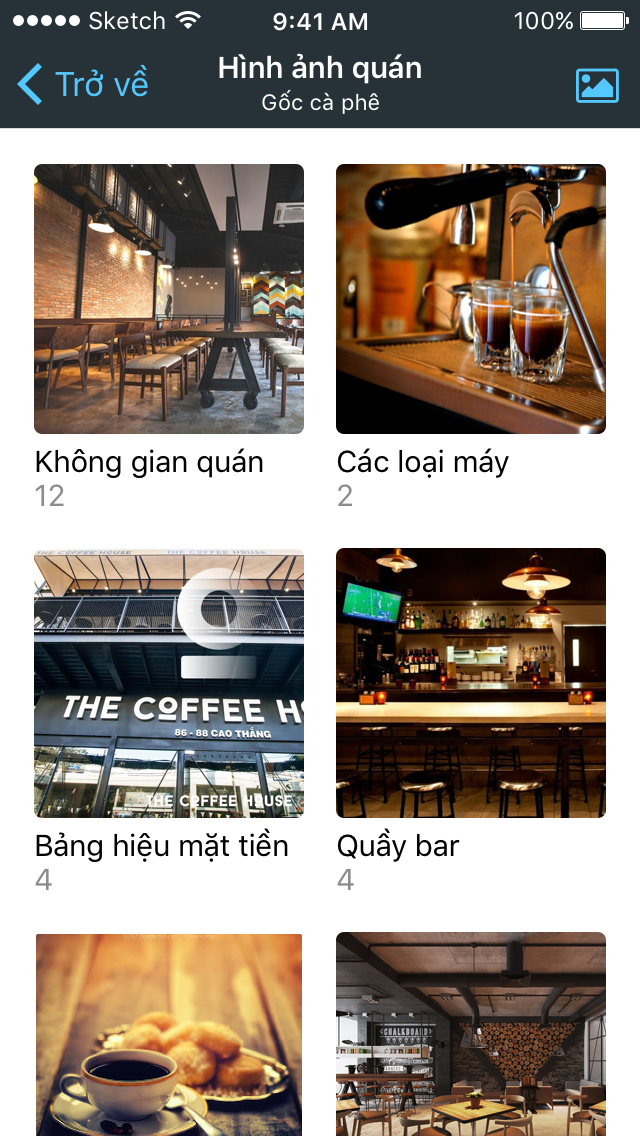 Sketch 9:41 AM 100%
Trở về
Hình ảnh quán
Gốc cà phê
Không gian quán
12
Các loại máy
2
THE COFFEE HOUSE THE COFFEE HOUSE
THE COFFEE H
86 - 88 CAO THẮNG
THE COFFEE HOUSE
Bảng hiệu mặt tiền
4
Quầy bar
4
CHALKBOARD